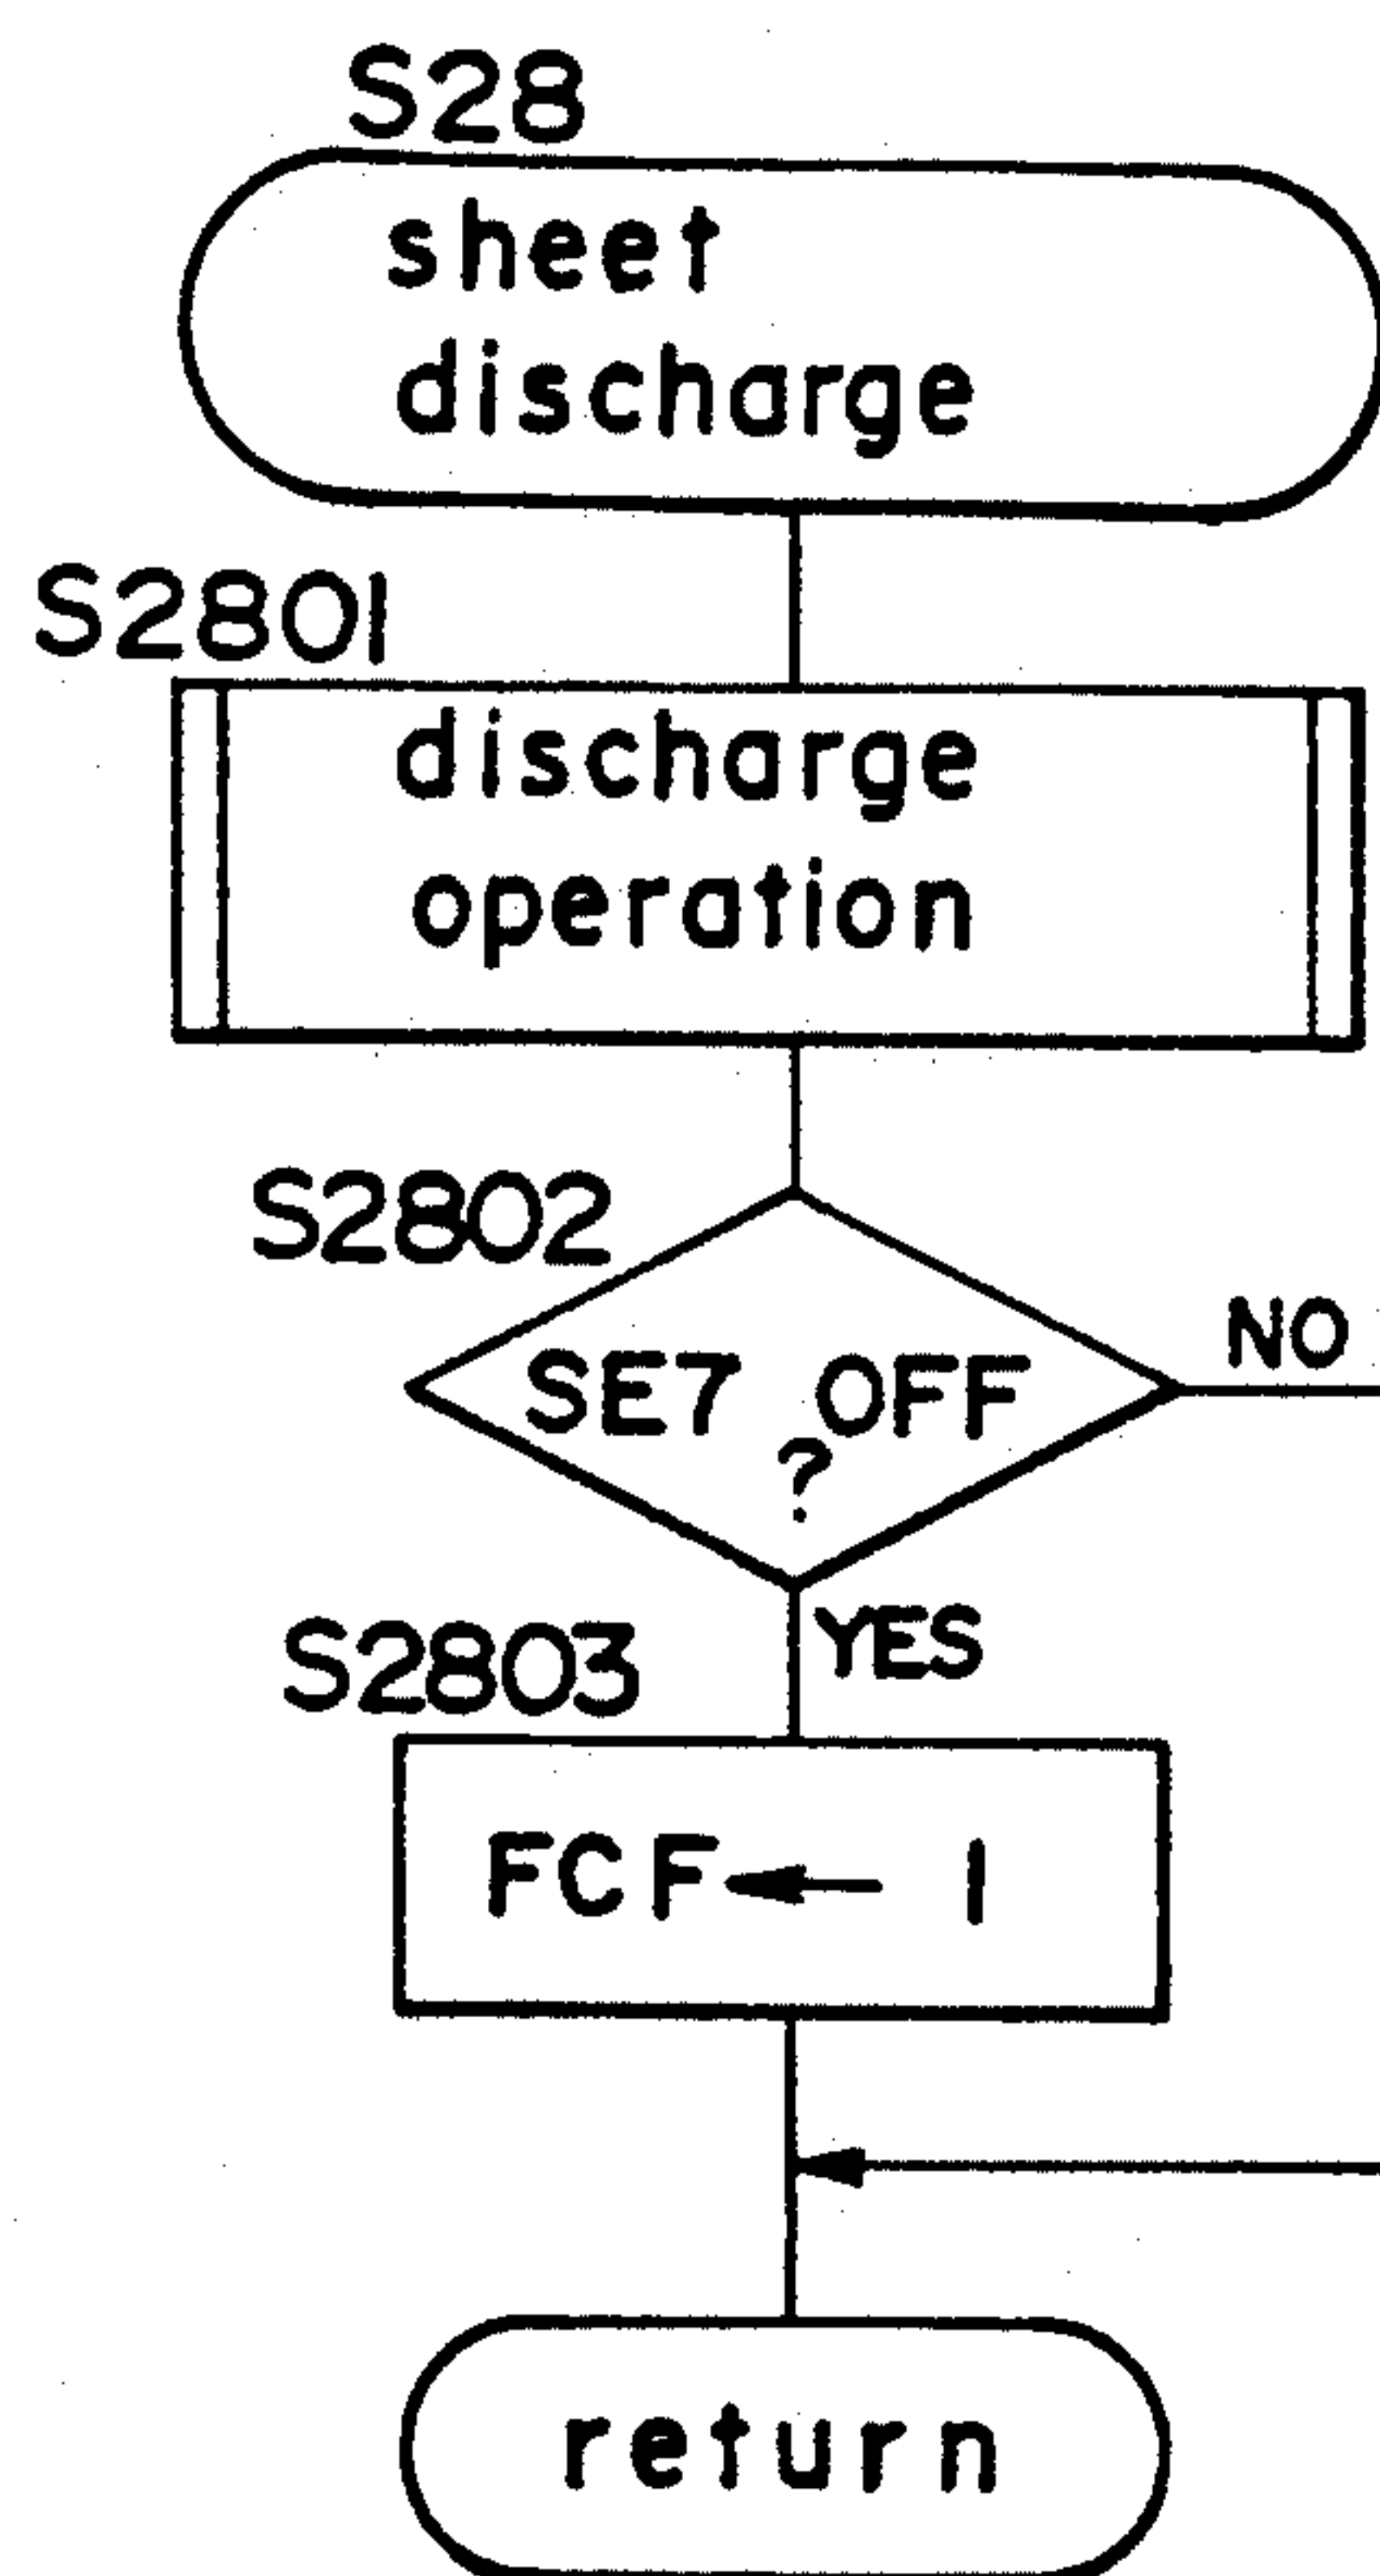 S28
sheet
discharge
S2801
discharge
operation
S2802
SE7 OFF
?
NO
YES
S2803
FCF ← 1
return